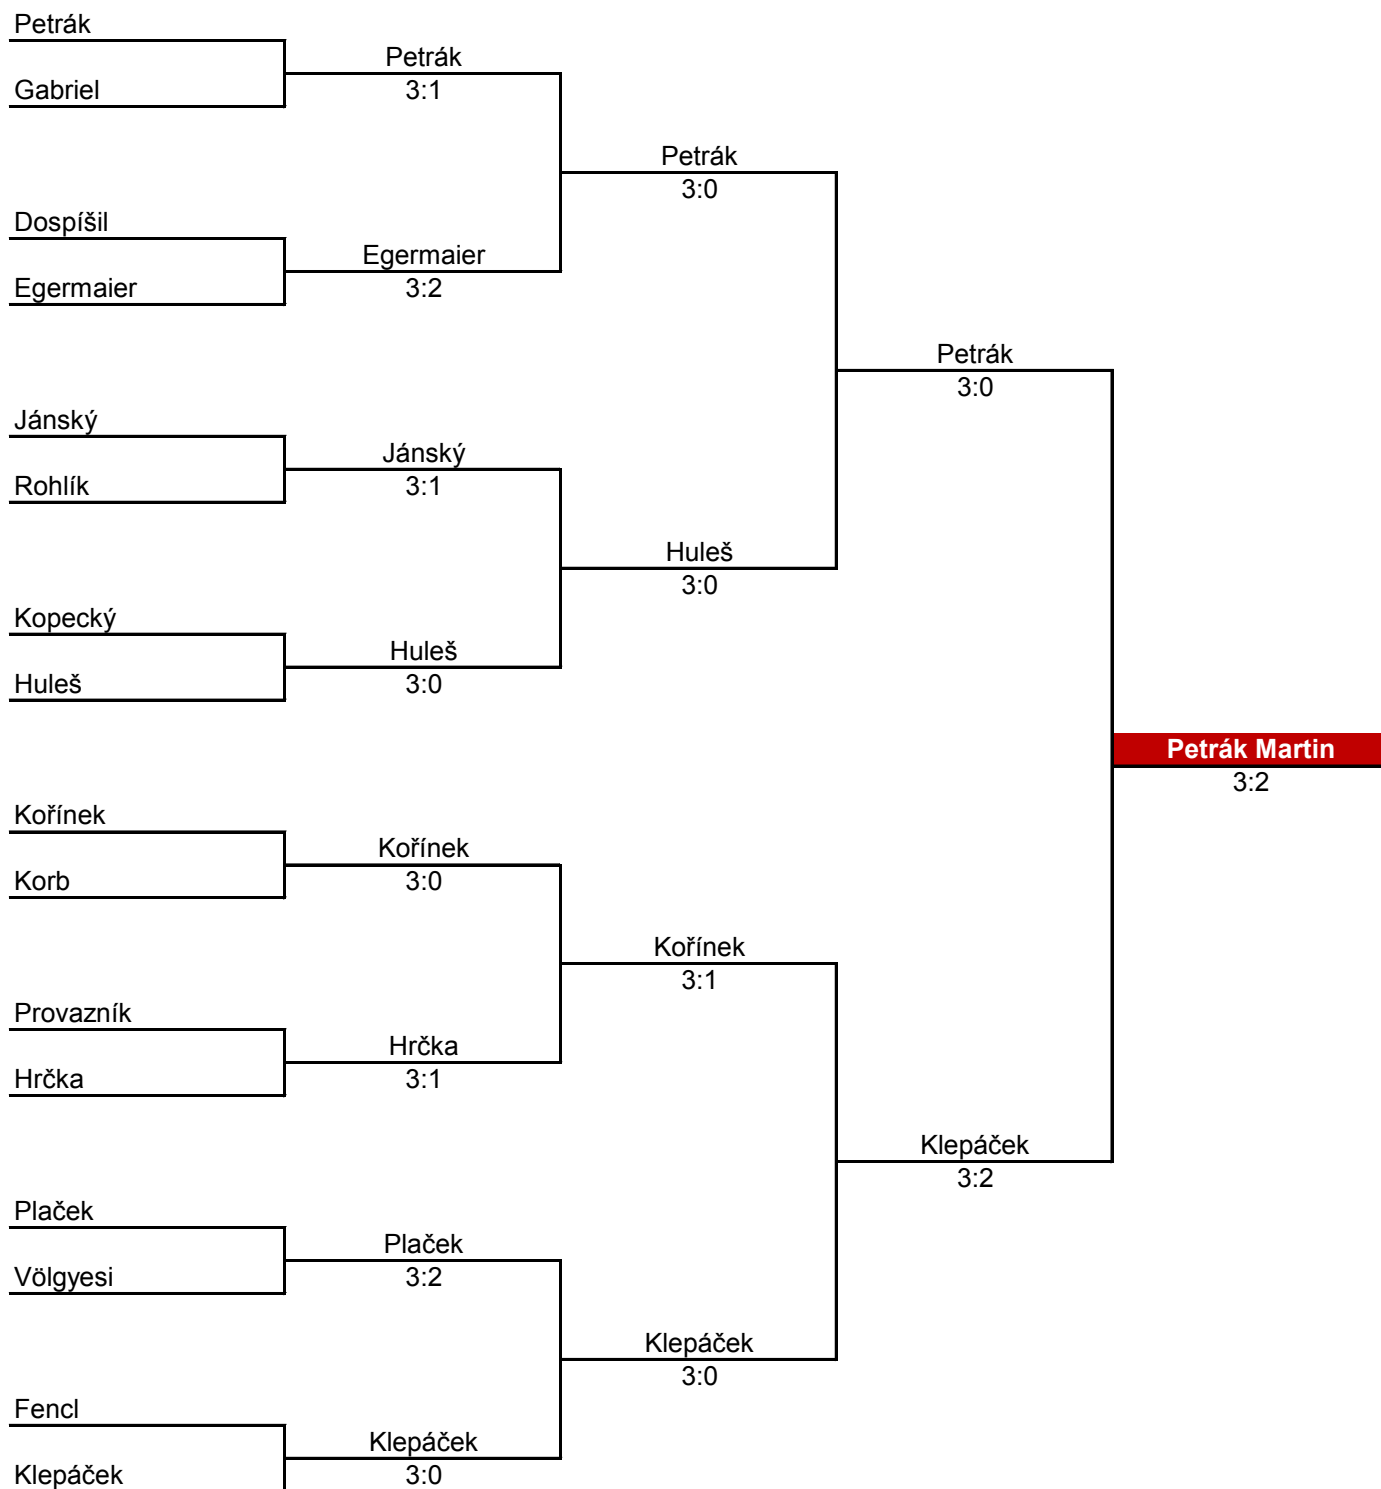 Petrák
Petrák
Gabriel
3:1
Petrák
3:0
Dospíšil
Egermaier
Egermaier
3:2
Petrák
3:0
Jánský
Jánský
Rohlík
3:1
Huleš
3:0
Kopecký
Huleš
Huleš
3:0
Petrák Martin
3:2
Kořínek
Kořínek
Korb
3:0
Kořínek
3:1
Provazník
Hrčka
Hrčka
3:1
Klepáček
3:2
Plaček
Plaček
Völgyesi
3:2
Klepáček
3:0
Fencl
Klepáček
Klepáček
3:0